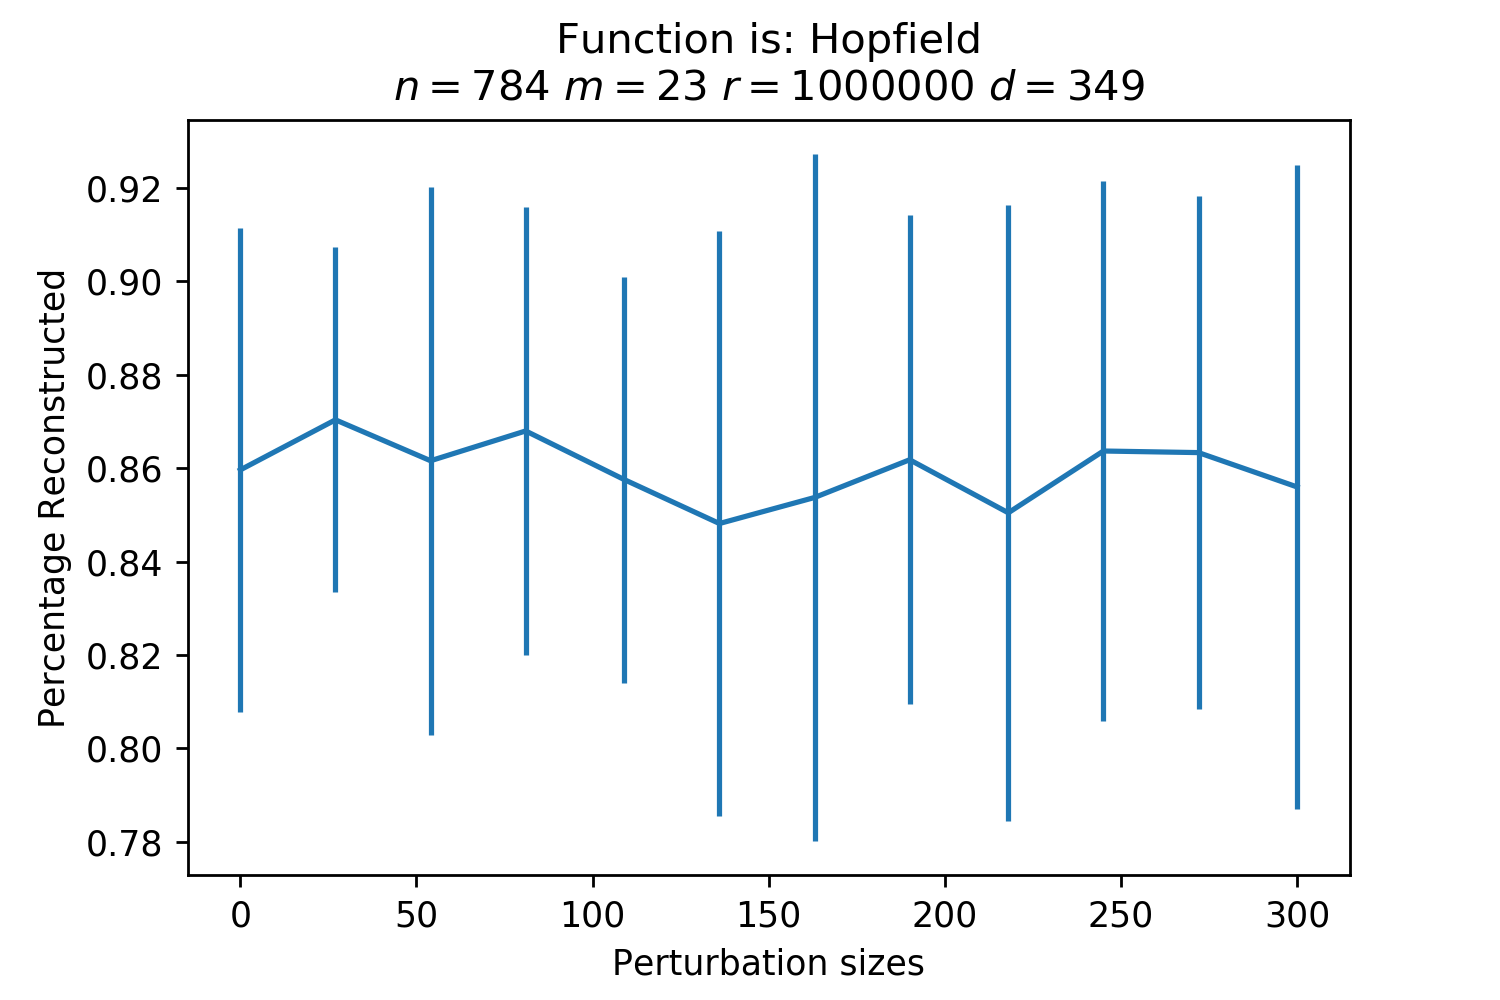 Function is: Hopfield
n = 784 m = 23 r = 1000000 d = 349
Percentage Reconstructed
0.92
0.90
0.88
0.86
0.84
0.82
0.80
0.78
0 50 100 150 200 250 300
Perturbation sizes